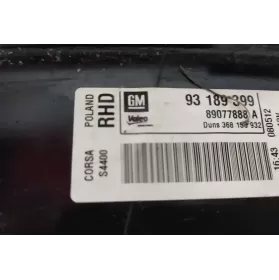 POLAND
RHD
GM
93 189 399
Valeo
89077888 A
Duns 368 159 932
CORSA
S4400
080512
16:43